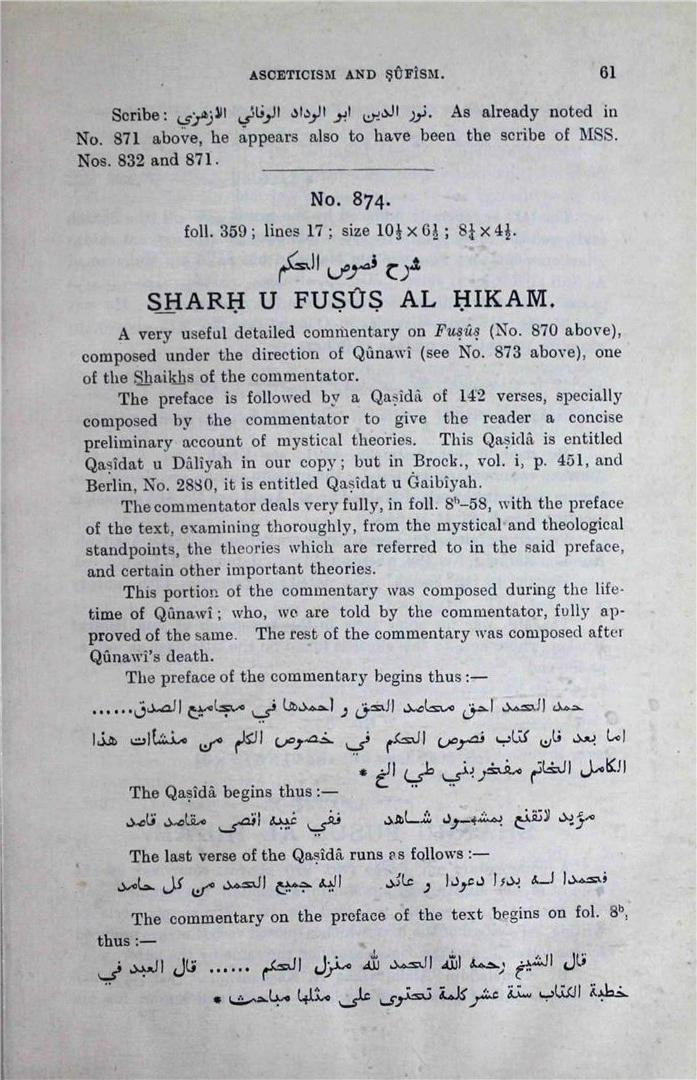 ASCETICISM AND ṢÛFÎSM. 61
Scribe: نور الدين ابو الوداد الوفائي الازهري. As already noted in
No. 871 above, he appears also to have been the scribe of MSS.
Nos. 832 and 871.
No. 874.
foll. 359; lines 17; size 10½ × 6½; 8¼ × 4½.
شرح فصوص الحكم
SHARḤ U FUṢÛṢ AL ḤIKAM.
A very useful detailed commentary on Fuṣûṣ (No. 870 above),
composed under the direction of Qûnawî (see No. 873 above), one
of the Shaikhs of the commentator.
The preface is followed by a Qaṣîdâ of 142 verses, specially
composed by the commentator to give the reader a concise
preliminary account of mystical theories. This Qaṣidâ is entitled
Qaṣîdat u Dâlîyah in our copy; but in Brock., vol. i, p. 451, and
Berlin, No. 2880, it is entitled Qaṣîdat u Ġaibîyah.
The commentator deals very fully, in foll. 8ᵇ–58, with the preface
of the text, examining thoroughly, from the mystical and theological
standpoints, the theories which are referred to in the said preface,
and certain other important theories.
This portion of the commentary was composed during the life-
time of Qûnawî; who, we are told by the commentator, fully ap-
proved of the same. The rest of the commentary was composed after
Qûnawî's death.
The preface of the commentary begins thus:—
حمد الحمد احق محامد الحق و احمدها في مجاميع الصدق......
اما بعد فان كتاب فصوص الحكم في خصوص الكلم من منشآت هذا
الكامل الخاتم مفخر بني طي الخ *
The Qaṣîdâ begins thus:—
مؤيد لاتقنع بمشهود شاهد ففي غيبه اقصى مقاصد قاصد
The last verse of the Qaṣîdâ runs as follows:—
فحمدا له بدءا دعودا و عائد اليه جميع الحمد من كل حامد
The commentary on the preface of the text begins on fol. 8ᵇ,
thus:—
قال الشيخ رحمه الله الحمد لله منزل الحكم ...... قال العبد في
خطبة الكتاب ستة عشر كلمة تحتوى على مثلها مباحث *